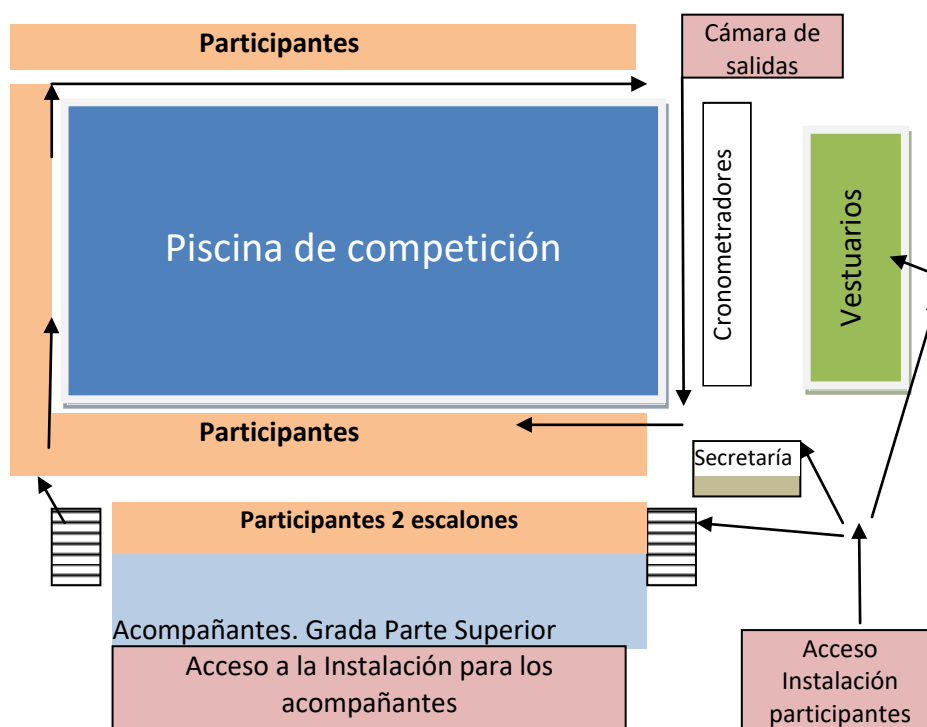 Participantes
Cámara de
salidas
Piscina de competición
Cronometradores
Vestuarios
Participantes
Secretaría
Participantes 2 escalones
Acompañantes. Grada Parte Superior
Acceso a la Instalación para los
acompañantes
Acceso
Instalación
participantes